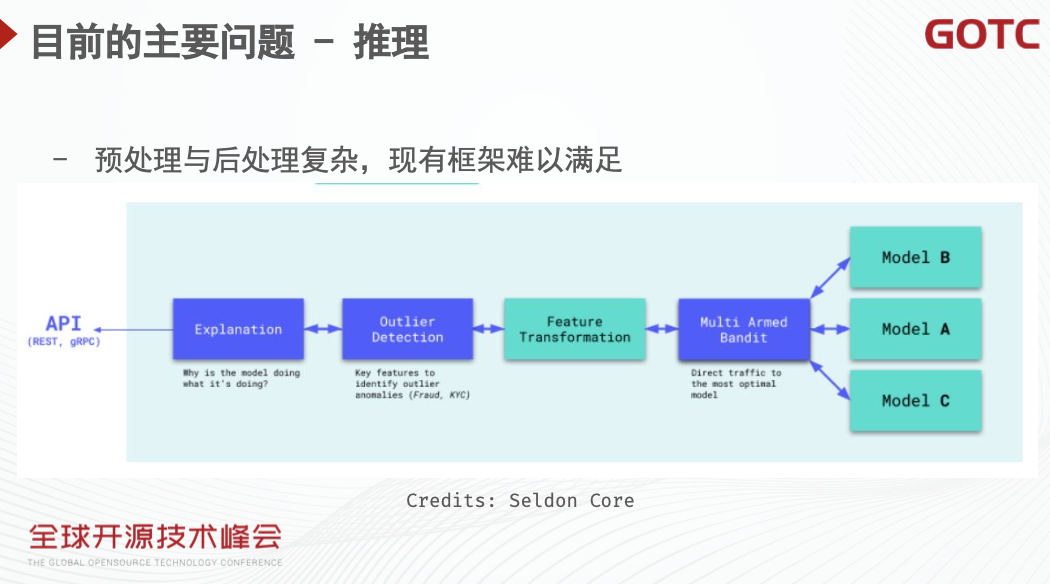 目前的主要问题 - 推理
GOTC
- 预处理与后处理复杂，现有框架难以满足
API
(REST, gRPC)
Explanation
Why is the model doing
what it's doing?
Outlier
Detection
Key features to
identify outlier
anomalies (Fraud, KYC)
Feature
Transformation
Multi Armed
Bandit
Direct traffic to
the most optimal
model
Model B
Model A
Model C
Credits: Seldon Core
全球开源技术峰会
THE GLOBAL OPENSOURCE TECHNOLOGY CONFERENCE